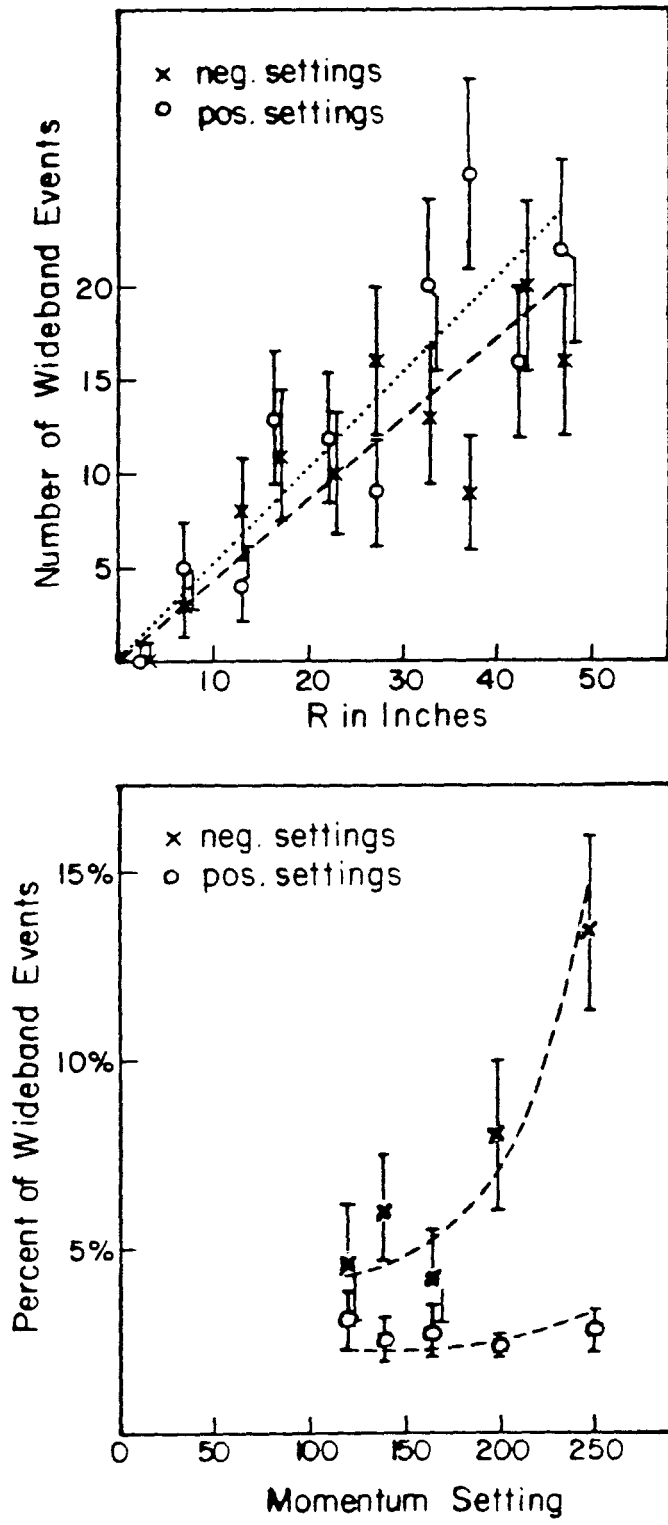 Number of Wideband Events
× neg. settings
o pos. settings
20
15
10
5
10 20 30 40 50
R in Inches
Percent of Wideband Events
× neg. settings
o pos. settings
15%
10%
5%
0 50 100 150 200 250
Momentum Setting